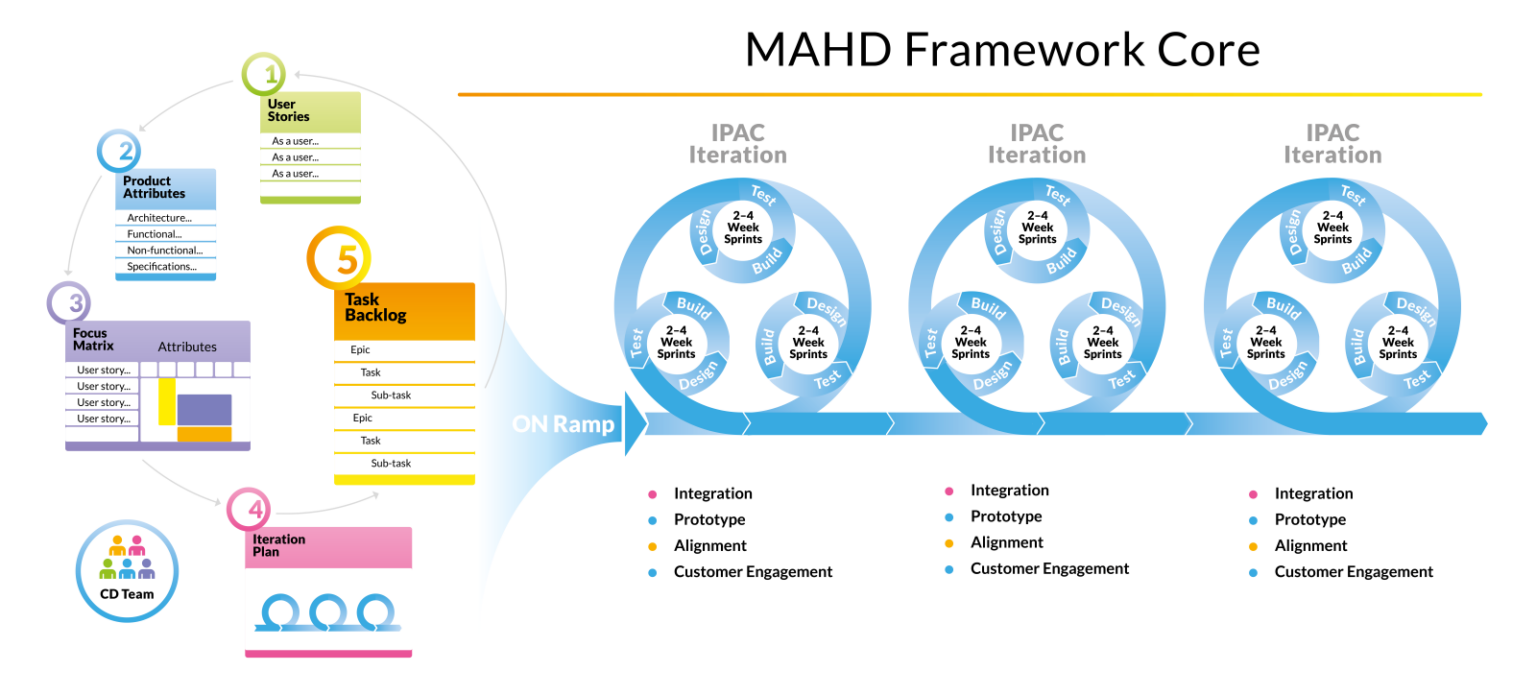 MAHD Framework Core
1
User
Stories
As a user...
As a user...
As a user...
2
Product
Attributes
Architecture...
Functional...
Non-functional...
Specifications...
3
Focus
Matrix
Attributes
User story...
User story...
User story...
User story...
4
Iteration
Plan
CD Team
5
Task
Backlog
Epic
Task
Sub-task
Epic
Task
Sub-task
ON Ramp
IPAC
Iteration
Design
Test
Build
2–4
Week
Sprints
Test
Build
Design
2–4
Week
Sprints
Build
Design
Test
2–4
Week
Sprints
Integration
Prototype
Alignment
Customer Engagement
IPAC
Iteration
Design
Test
Build
2–4
Week
Sprints
Test
Build
Design
2–4
Week
Sprints
Build
Design
Test
2–4
Week
Sprints
Integration
Prototype
Alignment
Customer Engagement
IPAC
Iteration
Design
Test
Build
2–4
Week
Sprints
Test
Build
Design
2–4
Week
Sprints
Build
Design
Test
2–4
Week
Sprints
Integration
Prototype
Alignment
Customer Engagement